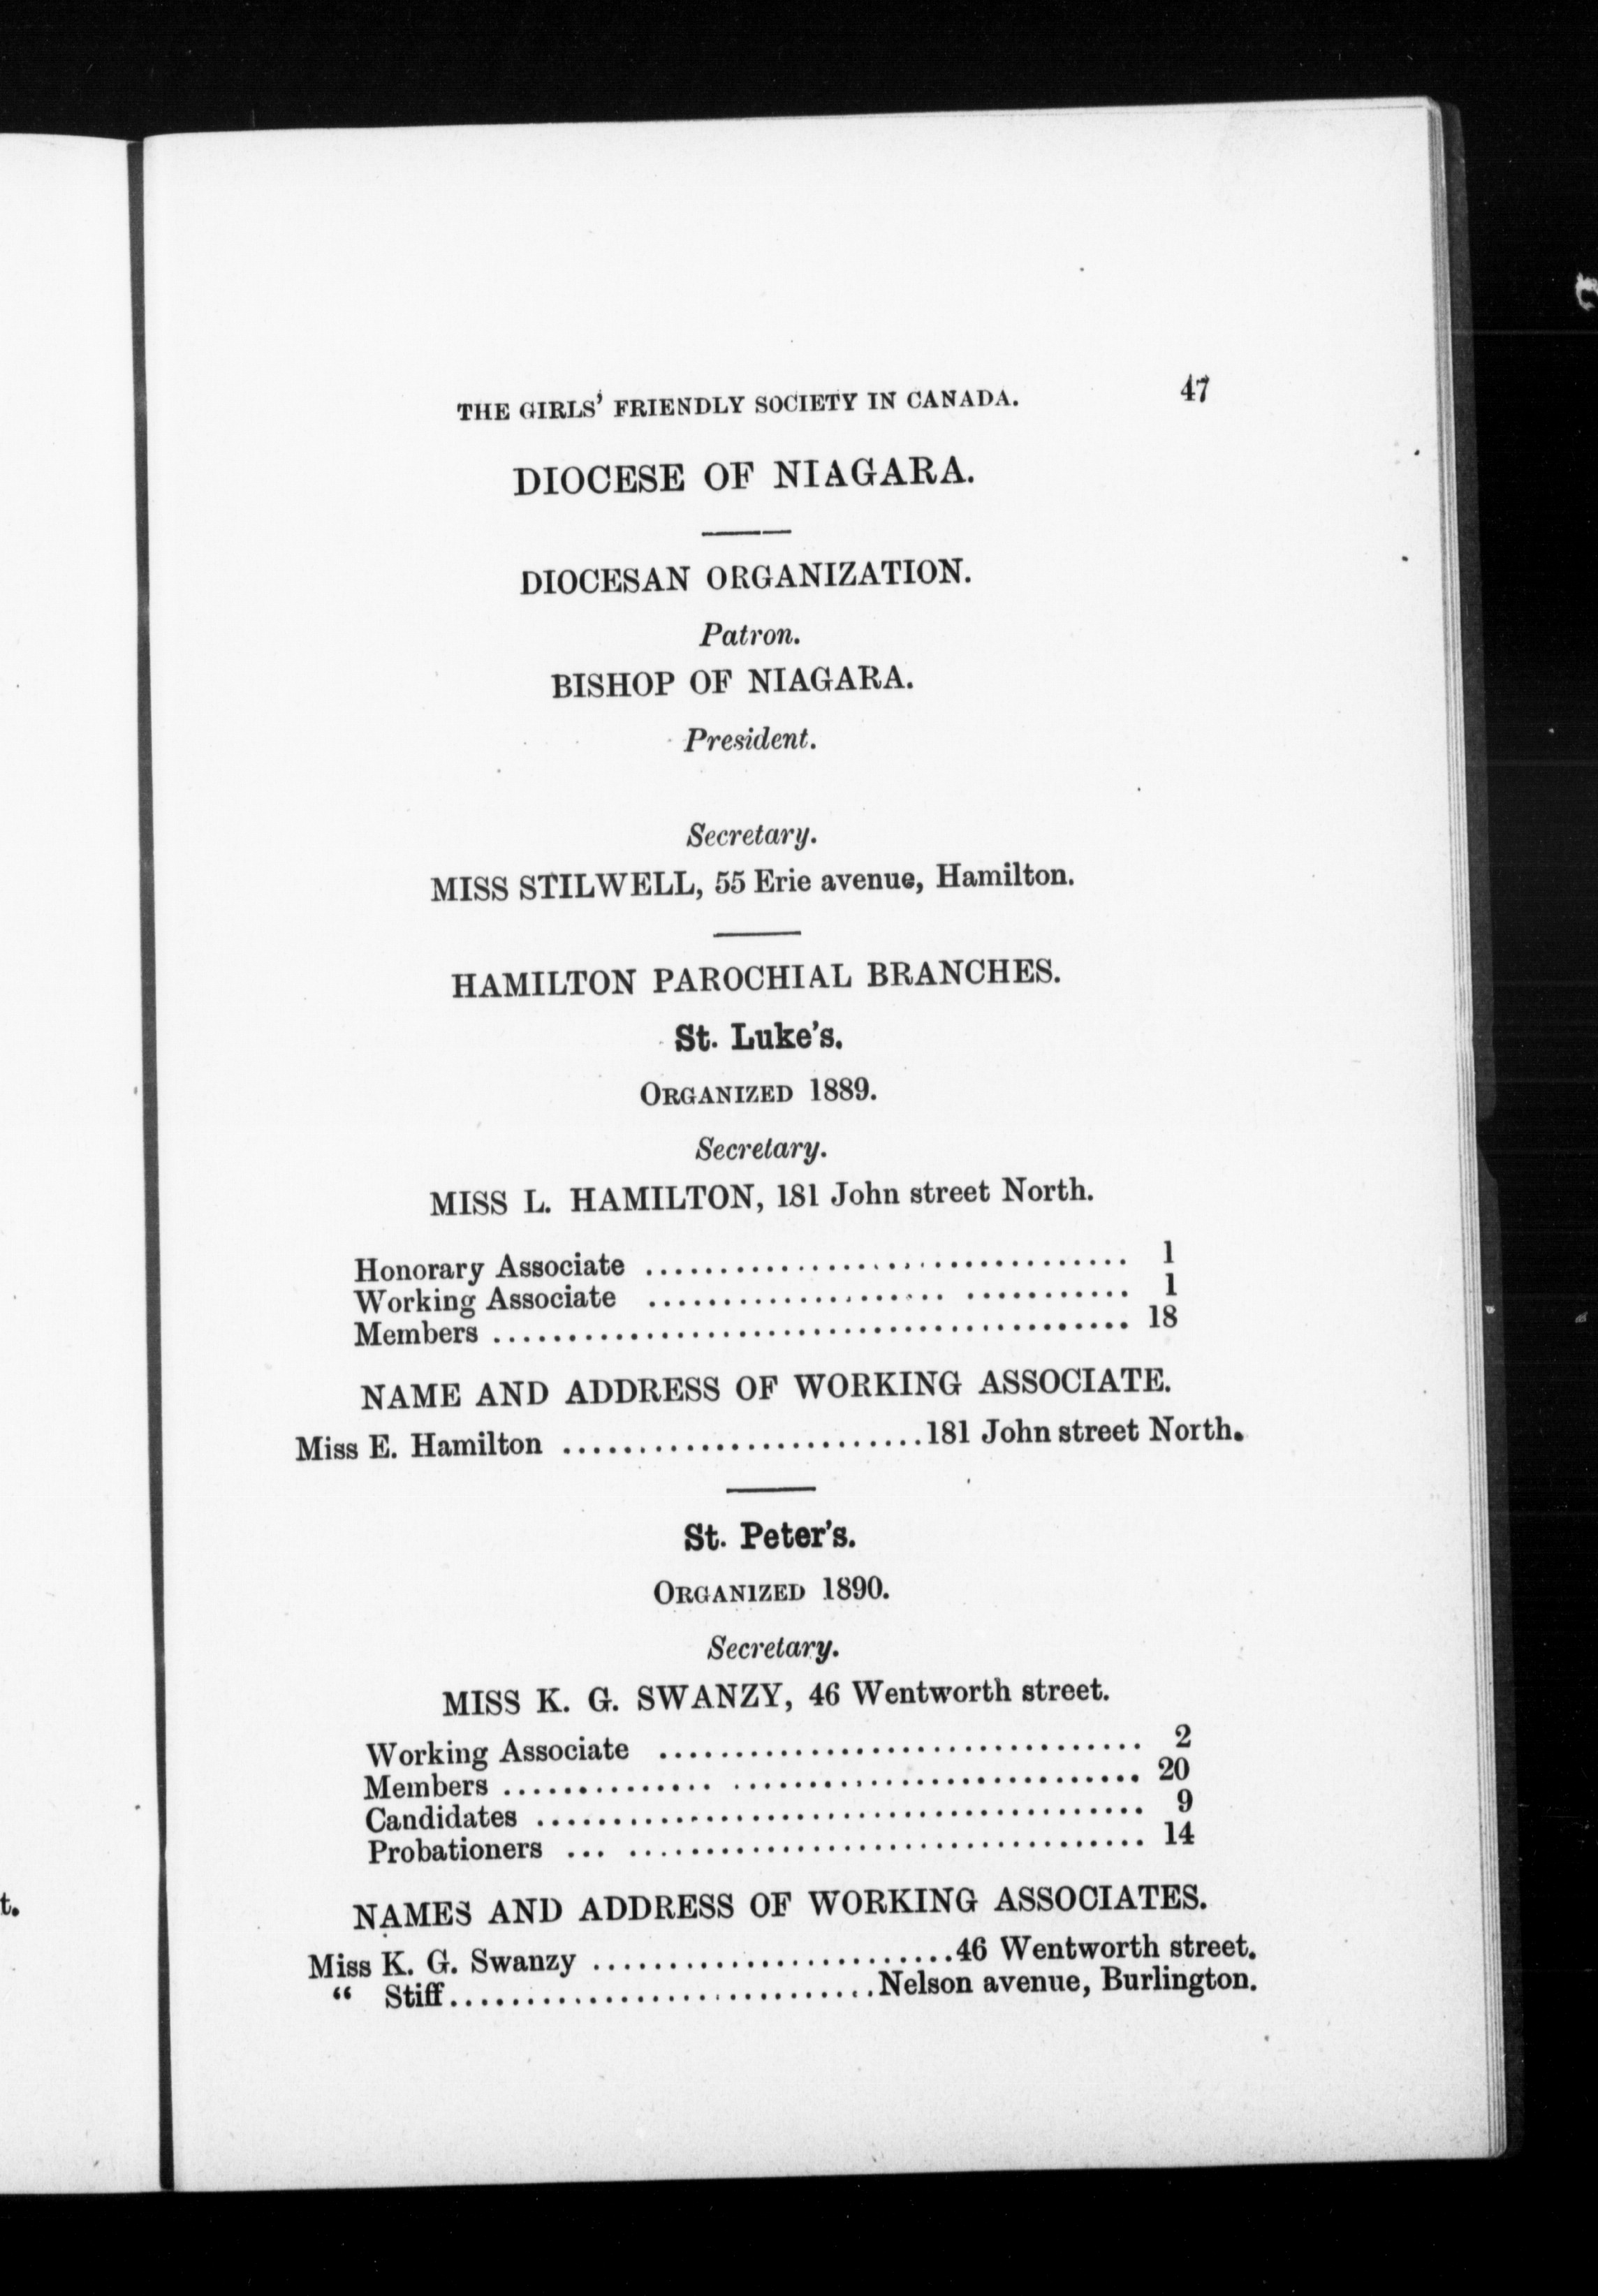 THE GIRLS' FRIENDLY SOCIETY IN CANADA. 47
DIOCESE OF NIAGARA.
DIOCESAN ORGANIZATION.
Patron.
BISHOP OF NIAGARA.
President.
Secretary.
MISS STILWELL, 55 Erie avenue, Hamilton.
HAMILTON PAROCHIAL BRANCHES.
St. Luke's.
ORGANIZED 1889.
Secretary.
MISS L. HAMILTON, 181 John street North.
Honorary Associate ................................ 1
Working Associate ................................ 1
Members .......................................... 18
NAME AND ADDRESS OF WORKING ASSOCIATE.
Miss E. Hamilton ........................181 John street North.
St. Peter's.
ORGANIZED 1890.
Secretary.
MISS K. G. SWANZY, 46 Wentworth street.
Working Associate ................................ 2
Members .......................................... 20
Candidates ........................................ 9
Probationers ... .................................. 14
NAMES AND ADDRESS OF WORKING ASSOCIATES.
Miss K. G. Swanzy ........................46 Wentworth street.
“ Stiff............................Nelson avenue, Burlington.
t.